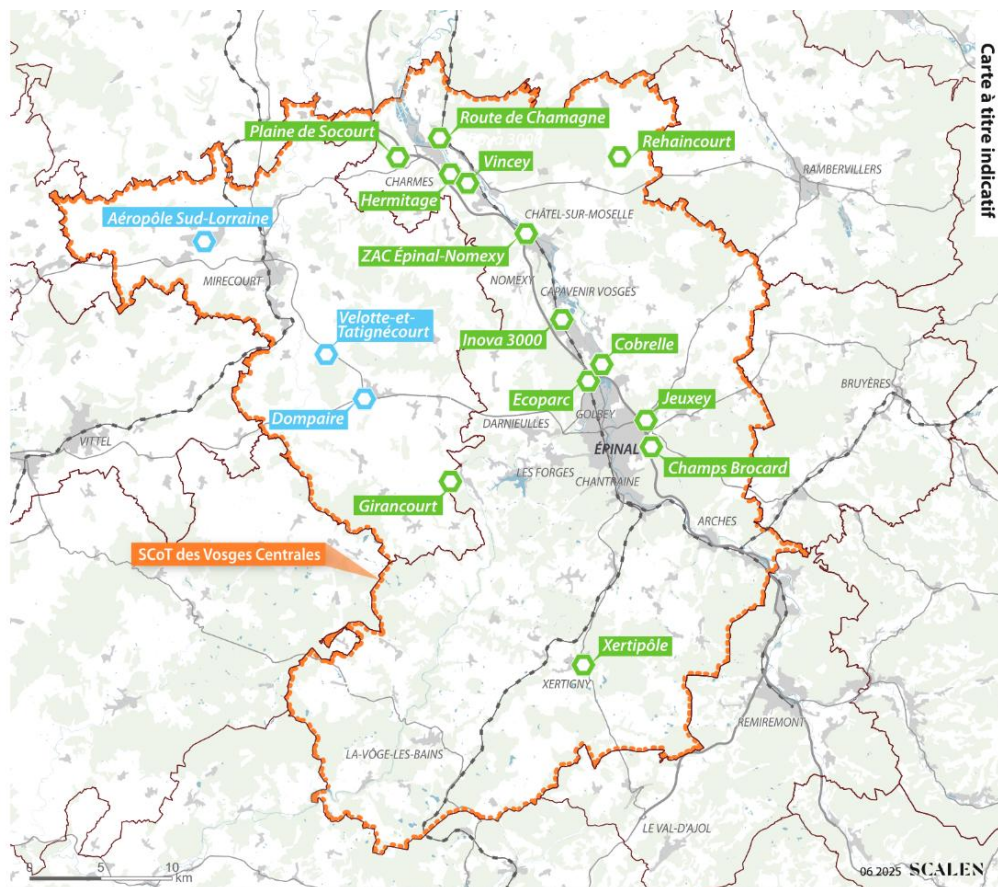 Carte à titre indicatif
Route de Chamagne
Plaine de Socourt
Rehaincourt
Vincey
RAMBERVILLERS
CHARMES
Hermitage
Aéropôle Sud-Lorraine
CHÂTEL-SUR-MOSELLE
ZAC Épinal-Nomexy
MIRECOURT
NOMEXY
CAPAVENIR VOSGES
Velotte-et-
Tatignécourt
Inova 3000
Cobrelle
BRUYÈRES
Ecoparc
Jeuxey
GOLBEY
Dompaire
DARNIEULLES
VITTEL
ÉPINAL
Champs Brocard
LES FORGES
CHANTRAINE
Girancourt
ARCHES
SCoT des Vosges Centrales
Xertipôle
XERTIGNY
REMIREMONT
LA-VÔGE-LES-BAINS
LE VAL-D'AJOL
0 5 10
km
06.2025 SCALEN